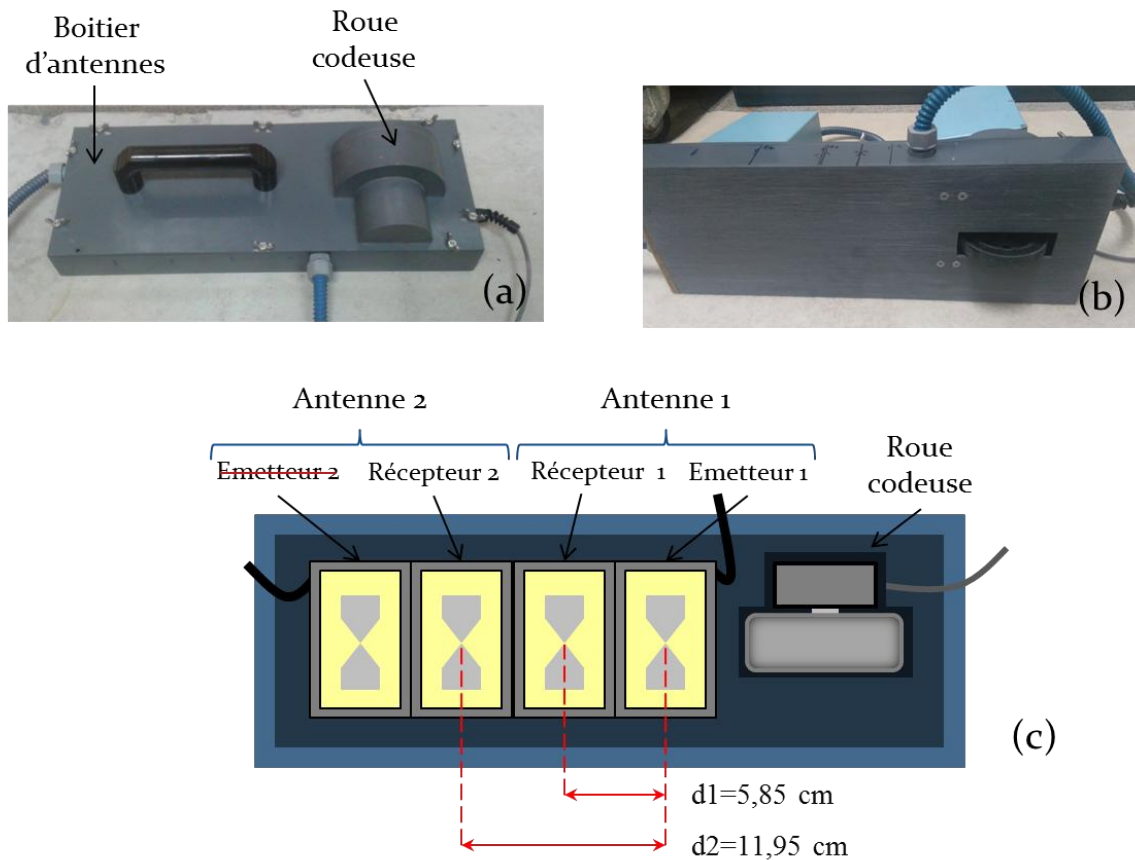 Boitier
d'antennes
Roue
codeuse
(a)
(b)
Antenne 2
Antenne 1
Emetteur 2
Récepteur 2
Récepteur 1
Emetteur 1
Roue
codeuse
(c)
d1=5,85 cm
d2=11,95 cm